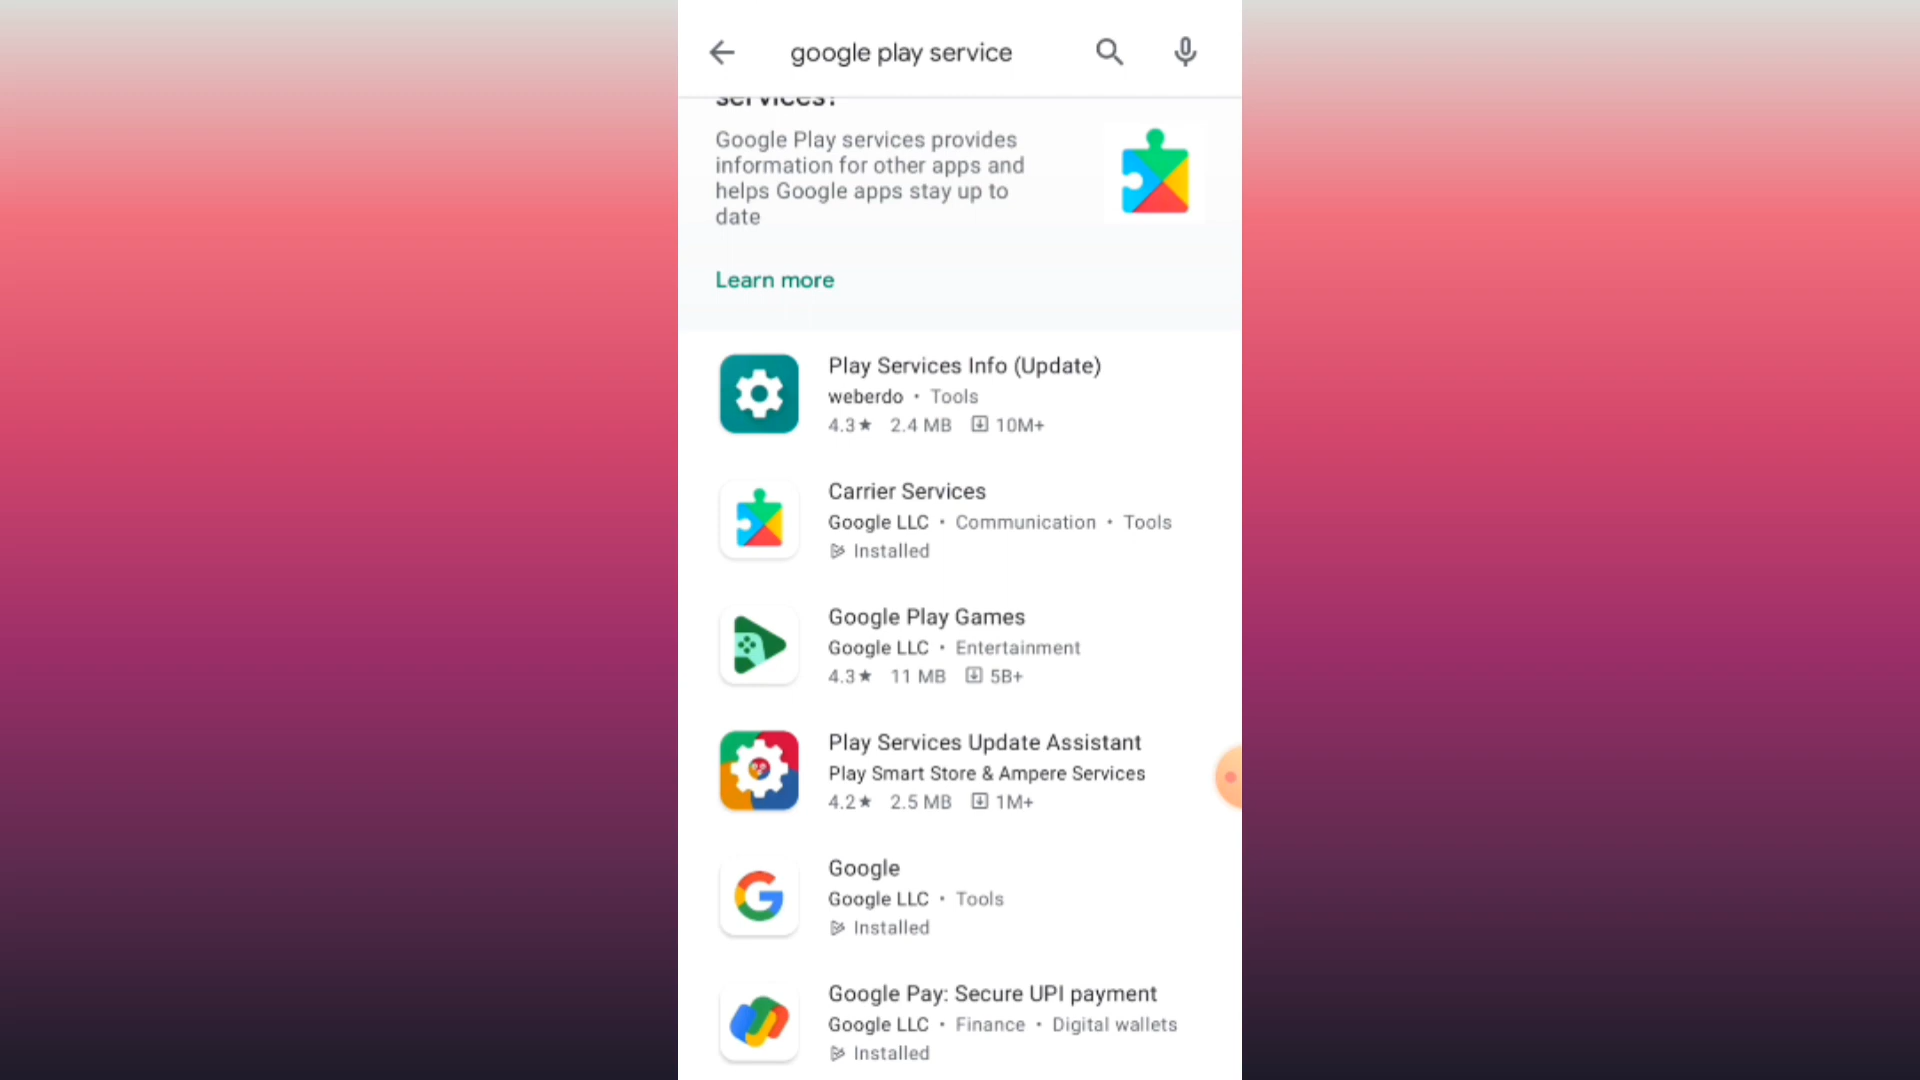 google play service
services?
Google Play services provides
information for other apps and
helps Google apps stay up to
date
Learn more
Play Services Info (Update)
weberdo • Tools
4.3★ 2.4 MB 10M+
Carrier Services
Google LLC • Communication • Tools
Installed
Google Play Games
Google LLC • Entertainment
4.3★ 11 MB 5B+
Play Services Update Assistant
Play Smart Store & Ampere Services
4.2★ 2.5 MB 1M+
Google
Google LLC • Tools
Installed
Google Pay: Secure UPI payment
Google LLC • Finance • Digital wallets
Installed